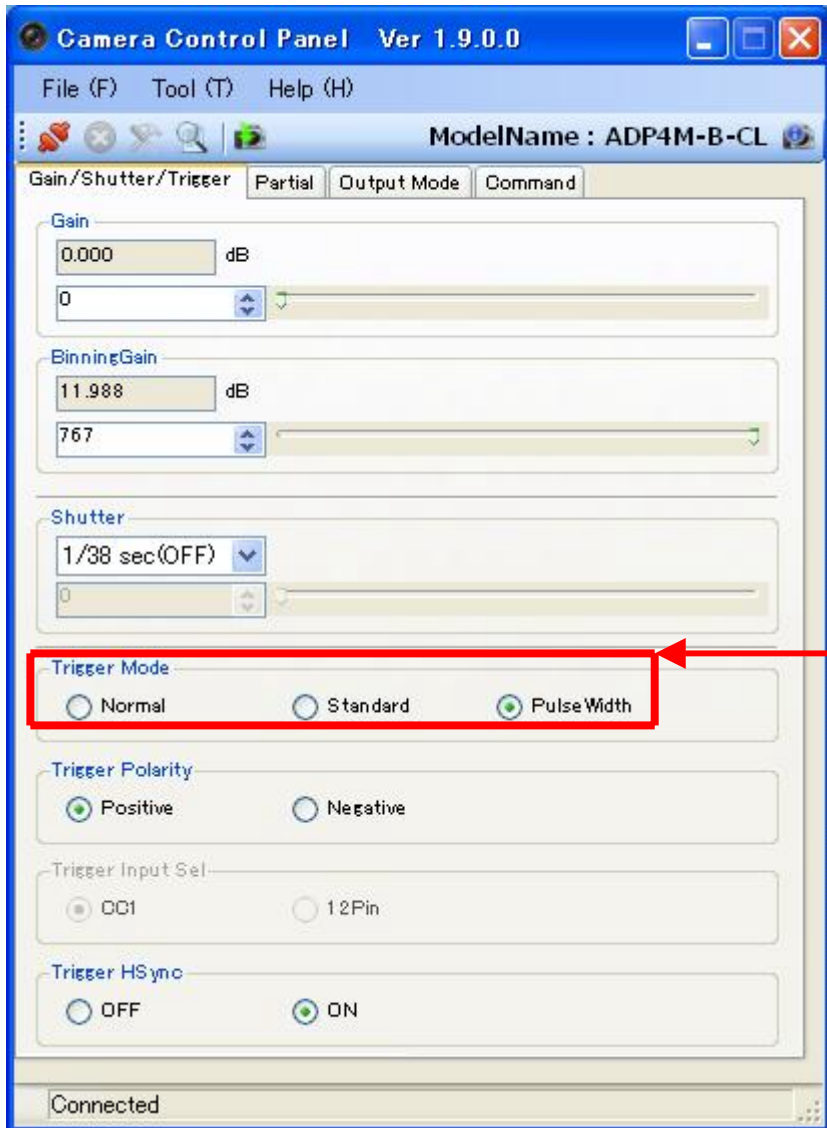 Camera Control Panel Ver 1.9.0.0
File (F) Tool (T) Help (H)
ModelName : ADP4M-B-CL
Gain/Shutter/Trigger Partial Output Mode Command
Gain
0.000 dB
0
BinningGain
11.988 dB
767
Shutter
1/38 sec(OFF)
0
Trigger Mode
Normal Standard PulseWidth
Trigger Polarity
Positive Negative
Trigger Input Sel
CC1 12Pin
Trigger HSync
OFF ON
Connected